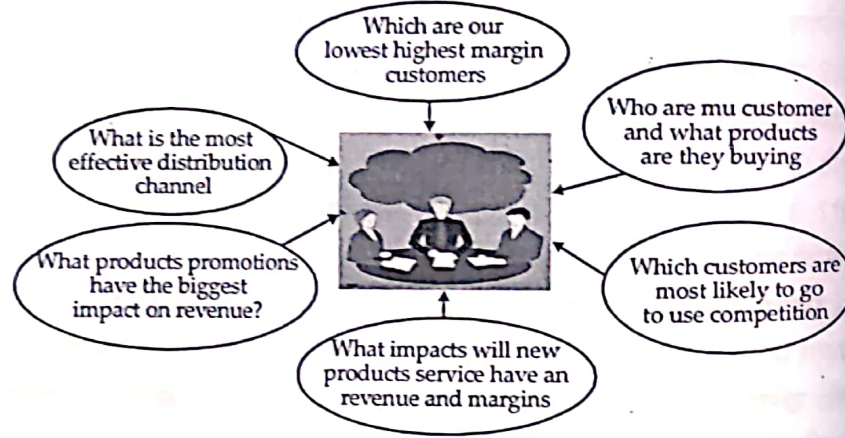 Which are our
lowest highest margin
customers
What is the most
effective distribution
channel
Who are mu customer
and what products
are they buying
What products promotions
have the biggest
impact on revenue?
Which customers are
most likely to go
to use competition
What impacts will new
products service have an
revenue and margins